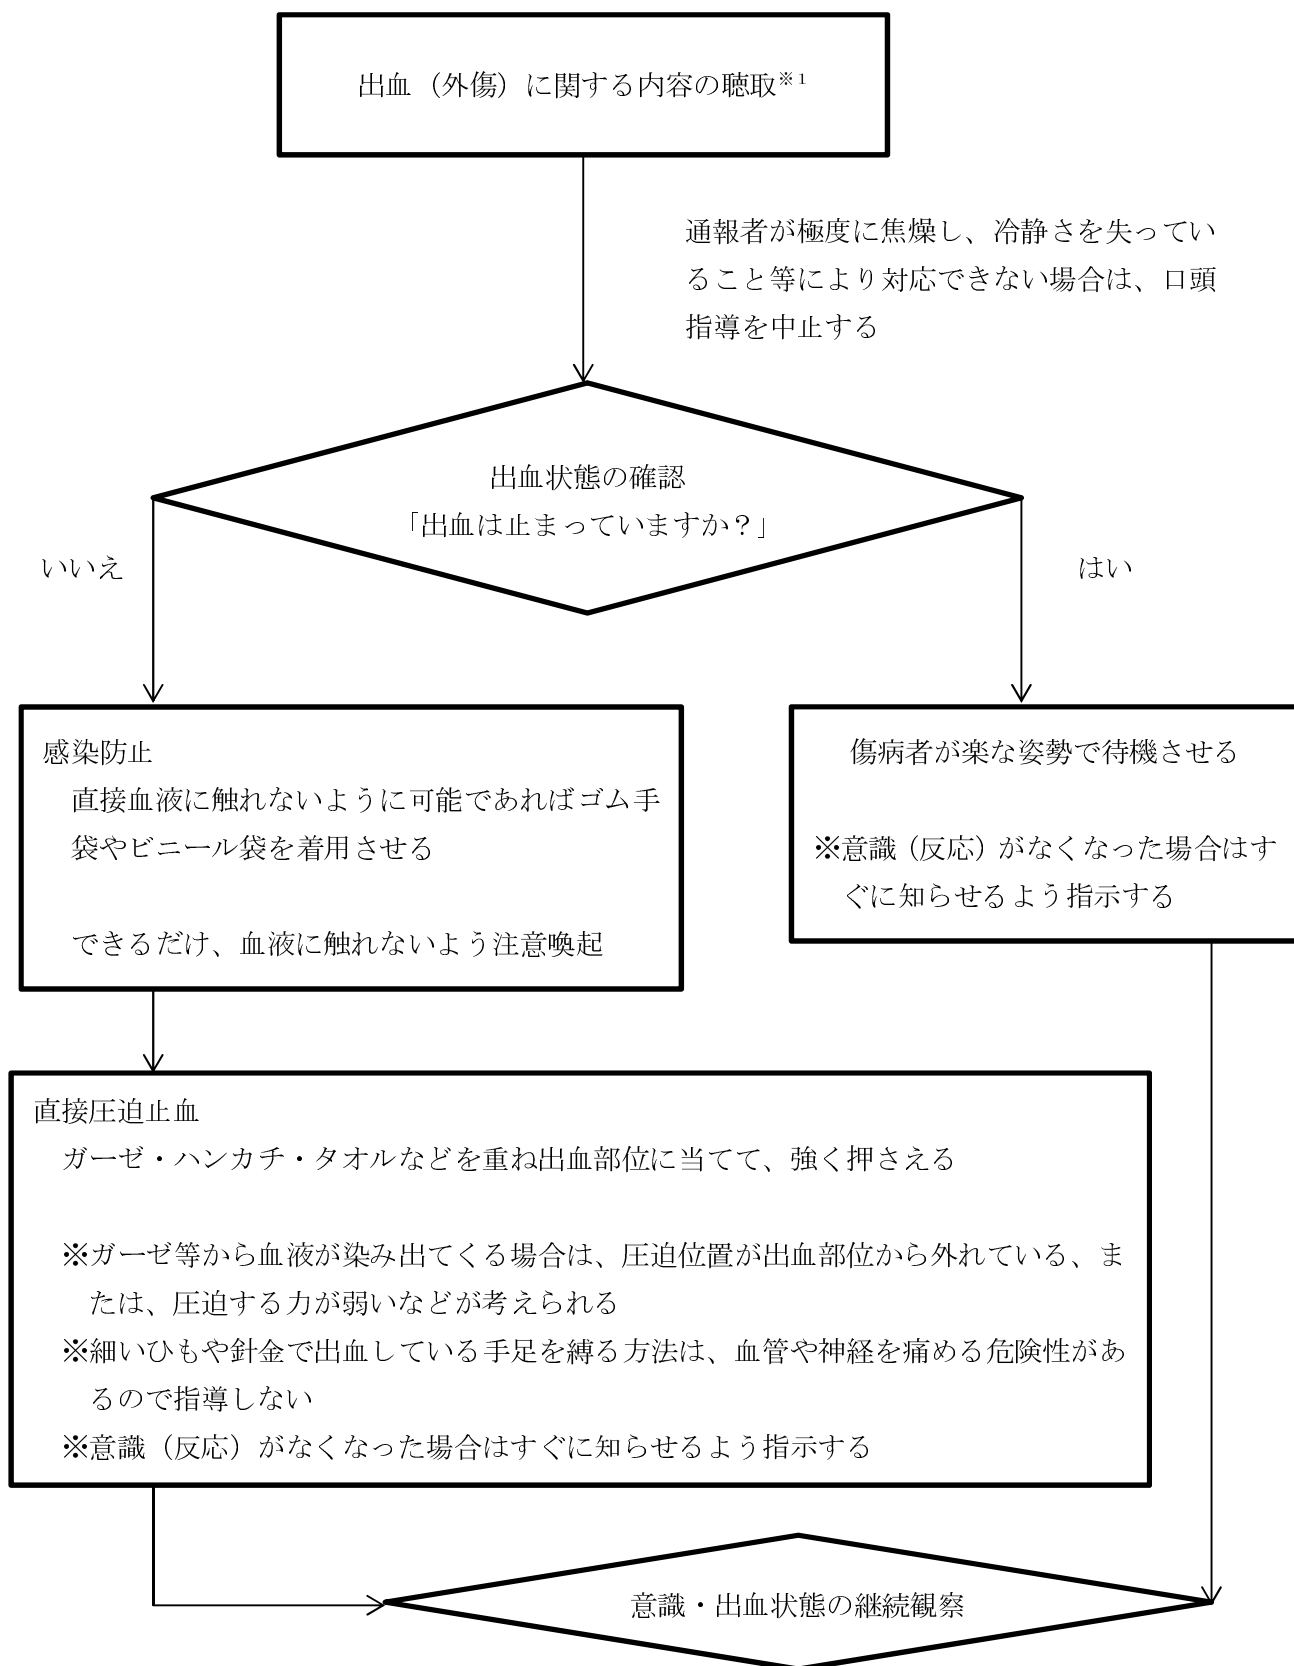 出血（外傷）に関する内容の聴取※1
通報者が極度に焦燥し、冷静さを失ってい
ること等により対応できない場合は、口頭
指導を中止する
出血状態の確認
「出血は止まっていますか？」
いいえ
はい
感染防止
直接血液に触れないように可能であればゴム手
袋やビニール袋を着用させる
できるだけ、血液に触れないよう注意喚起
傷病者が楽な姿勢で待機させる
※意識（反応）がなくなった場合はす
ぐに知らせるよう指示する
直接圧迫止血
ガーゼ・ハンカチ・タオルなどを重ね出血部位に当てて、強く押さえる
※ガーゼ等から血液が染み出てくる場合は、圧迫位置が出血部位から外れている、ま
たは、圧迫する力が弱いなどが考えられる
※細いひもや針金で出血している手足を縛る方法は、血管や神経を痛める危険性があ
るので指導しない
※意識（反応）がなくなった場合はすぐに知らせるよう指示する
意識・出血状態の継続観察